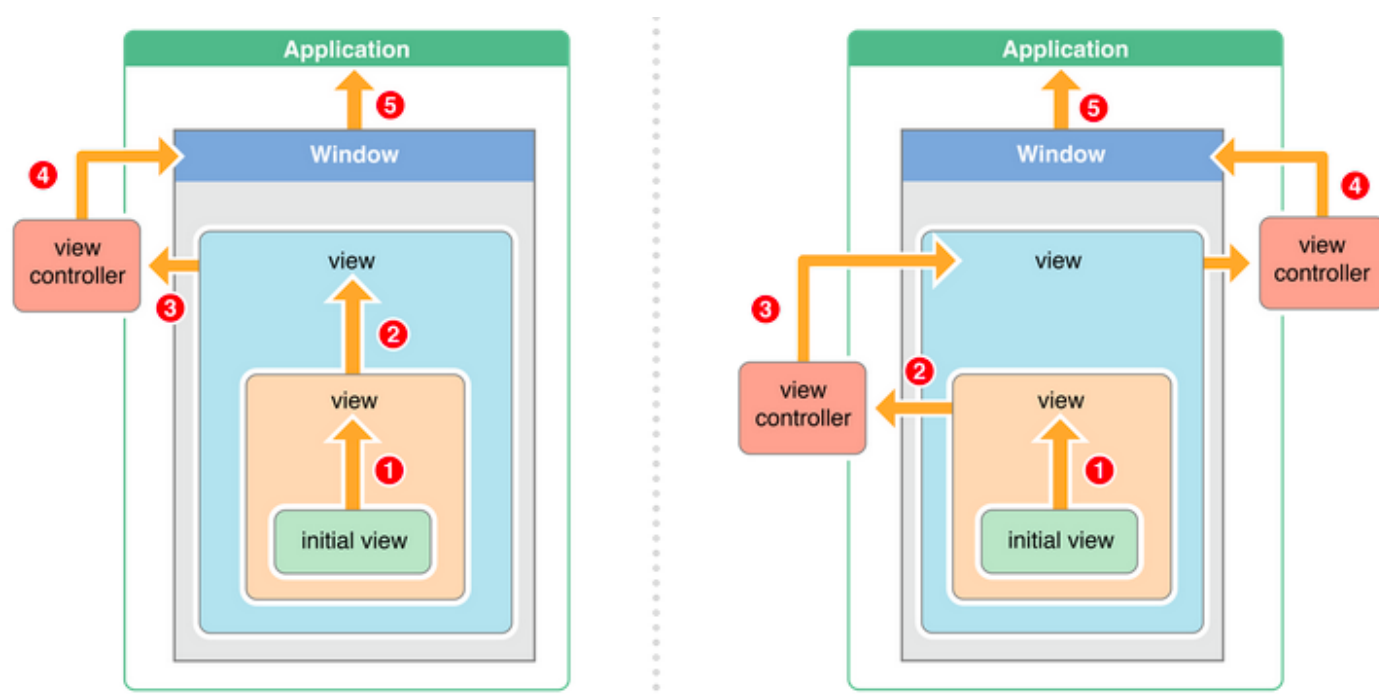 Application
5
Window
4
view
controller
view
3
2
view
1
initial view
Application
5
Window
4
view
controller
view
3
2
view
controller
view
1
initial view